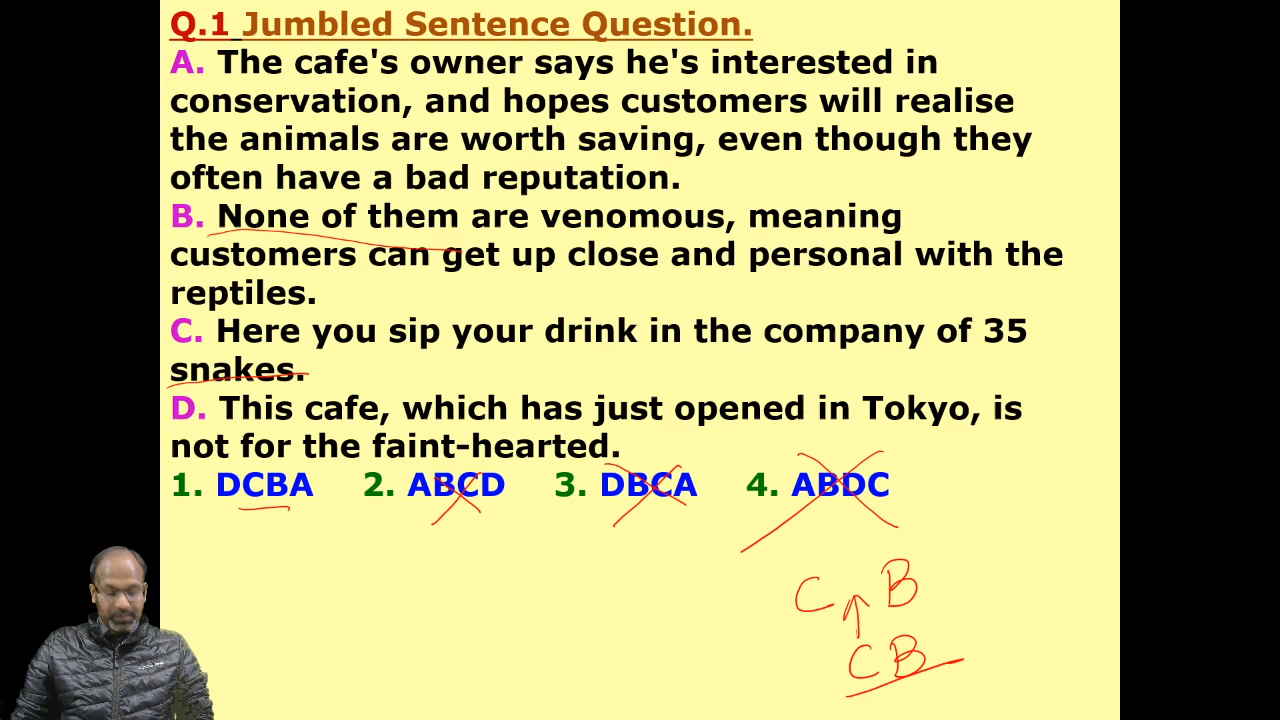 Q.1 Jumbled Sentence Question.
A. The cafe's owner says he's interested in
conservation, and hopes customers will realise
the animals are worth saving, even though they
often have a bad reputation.
B. None of them are venomous, meaning
customers can get up close and personal with the
reptiles.
C. Here you sip your drink in the company of 35
snakes.
D. This cafe, which has just opened in Tokyo, is
not for the faint-hearted.
1. DCBA 2. ABCD 3. DBCA 4. ABDC
C B
CB